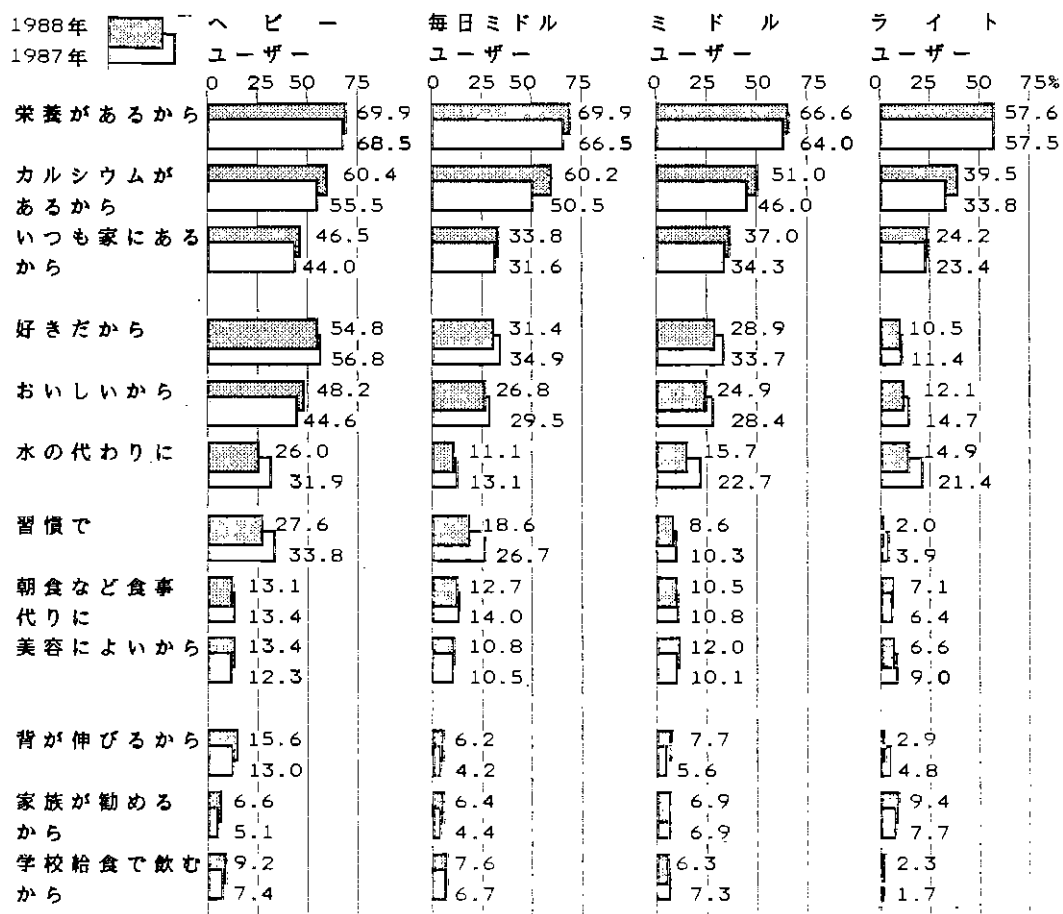 1988年
1987年
ヘビー
ユーザー
毎日ミドル
ユーザー
ミドル
ユーザー
ライト
ユーザー
0 25 50 75 0 25 50 75 0 25 50 75 0 25 50 75%
栄養があるから 69.9 69.9 66.6 57.6
68.5 66.5 64.0 57.5
カルシウムが 60.4 60.2 51.0 39.5
あるから 55.5 50.5 46.0 33.8
いつも家にある 46.5 33.8 37.0 24.2
から 44.0 31.6 34.3 23.4
好きだから 54.8 31.4 28.9 10.5
56.8 34.9 33.7 11.4
おいしいから 48.2 26.8 24.9 12.1
44.6 29.5 28.4 14.7
水の代わりに 26.0 11.1 15.7 14.9
31.9 13.1 22.7 21.4
習慣で 27.6 18.6 8.6 2.0
33.8 26.7 10.3 3.9
朝食など食事 13.1 12.7 10.5 7.1
代りに 13.4 14.0 10.8 6.4
美容によいから 13.4 10.8 12.0 6.6
12.3 10.5 10.1 9.0
背が伸びるから 15.6 6.2 7.7 2.9
13.0 4.2 5.6 4.8
家族が勧める 6.6 6.4 6.9 9.4
から 5.1 4.4 6.9 7.7
学校給食で飲む 9.2 7.6 6.3 2.3
から 7.4 6.7 7.3 1.7